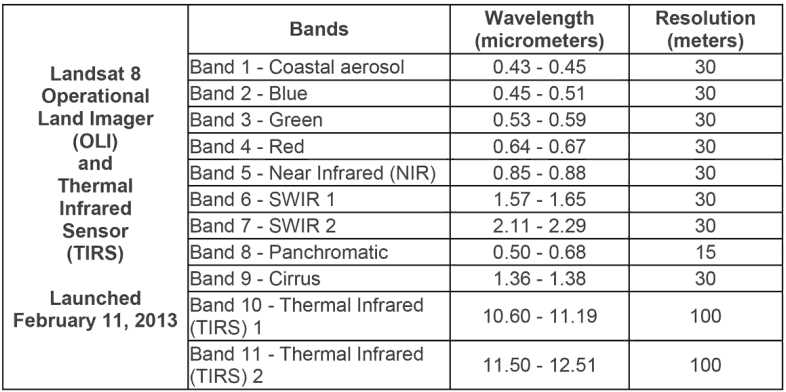 Landsat 8
Operational
Land Imager
(OLI)
and
Thermal
Infrared
Sensor
(TIRS)
Launched
February 11, 2013
Bands
Wavelength
(micrometers)
Resolution
(meters)
Band 1 - Coastal aerosol 0.43 - 0.45 30
Band 2 - Blue 0.45 - 0.51 30
Band 3 - Green 0.53 - 0.59 30
Band 4 - Red 0.64 - 0.67 30
Band 5 - Near Infrared (NIR) 0.85 - 0.88 30
Band 6 - SWIR 1 1.57 - 1.65 30
Band 7 - SWIR 2 2.11 - 2.29 30
Band 8 - Panchromatic 0.50 - 0.68 15
Band 9 - Cirrus 1.36 - 1.38 30
Band 10 - Thermal Infrared
(TIRS) 1
10.60 - 11.19 100
Band 11 - Thermal Infrared
(TIRS) 2
11.50 - 12.51 100